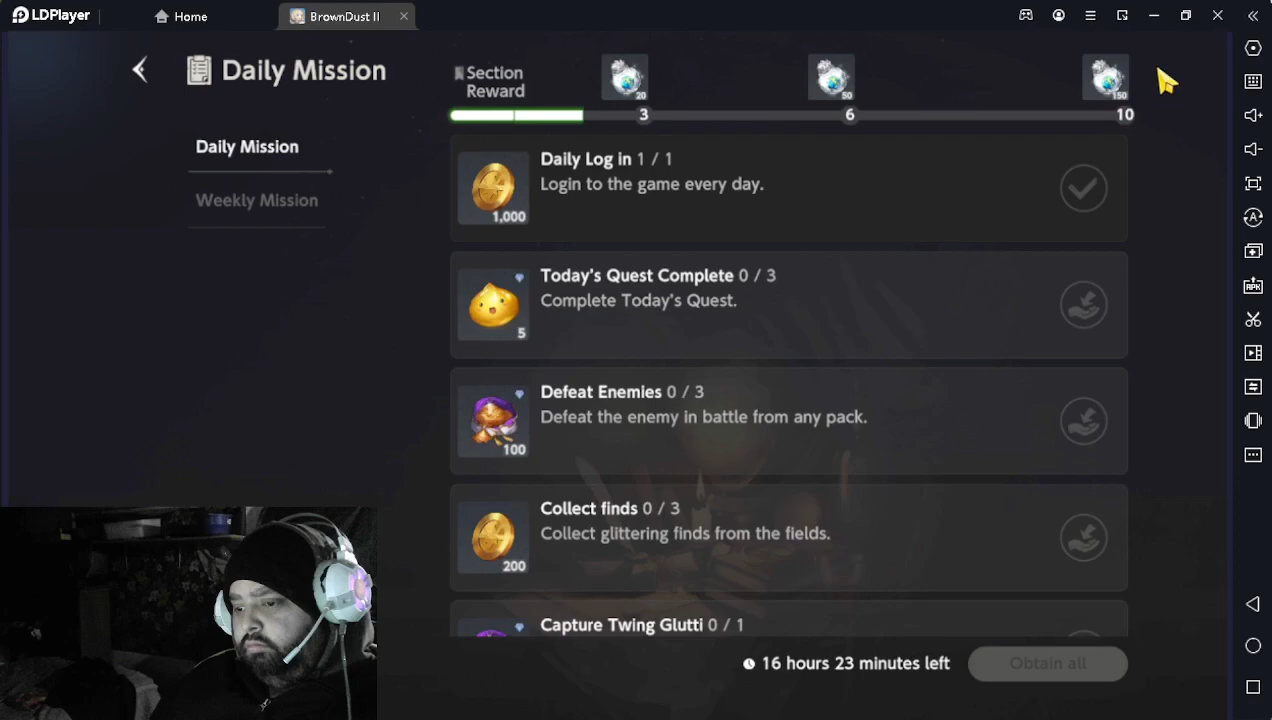 LDPlayer
Home
BrownDust II
Daily Mission
Section
Reward
20
50
150
3
6
10
Daily Mission
Weekly Mission
Daily Log in 1 / 1
Login to the game every day.
1,000
Today's Quest Complete 0 / 3
Complete Today's Quest.
5
Defeat Enemies 0 / 3
Defeat the enemy in battle from any pack.
100
Collect finds 0 / 3
Collect glittering finds from the fields.
200
Capture Twing Glutti 0 / 1
16 hours 23 minutes left
Obtain all
A
APK